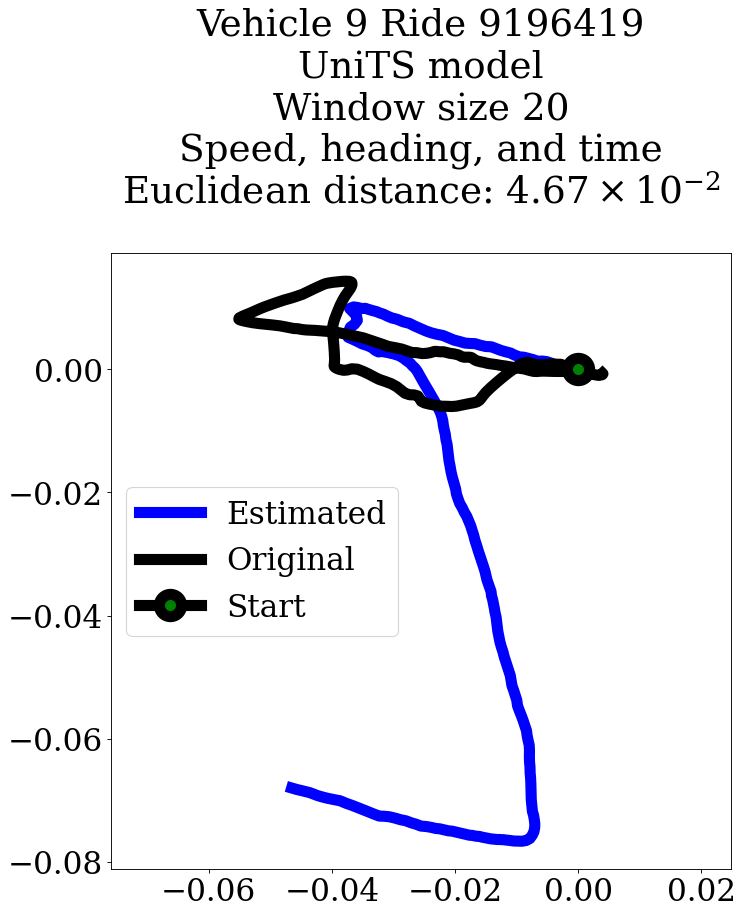 Vehicle 9 Ride 9196419
UniTS model
Window size 20
Speed, heading, and time
Euclidean distance: 4.67 × 10⁻²
0.00
−0.02
Estimated
Original
Start
−0.04
−0.06
−0.08
−0.06 −0.04 −0.02 0.00 0.02